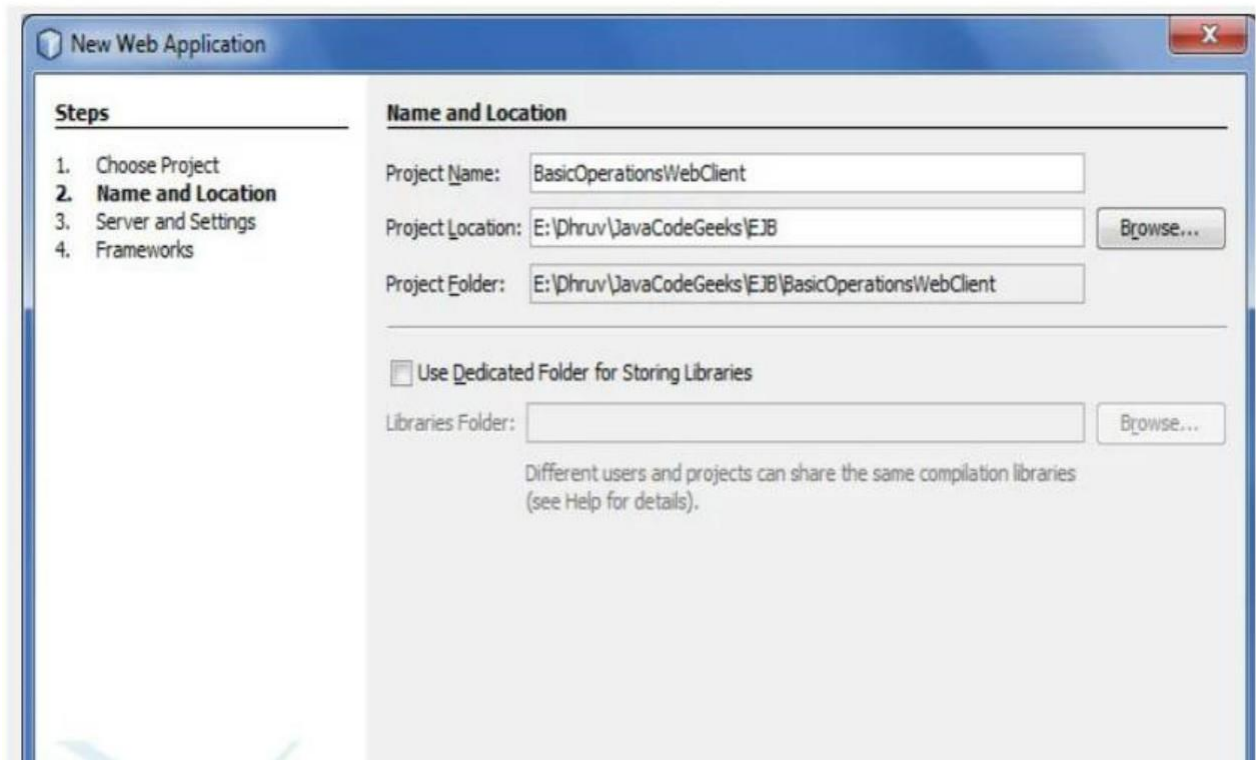 New Web Application
Steps
1. Choose Project
2. Name and Location
3. Server and Settings
4. Frameworks
Name and Location
Project Name: BasicOperationsWebClient
Project Location: E:\Dhruv\JavaCodeGeeks\EJB Browse...
Project Folder: E:\Dhruv\JavaCodeGeeks\EJB\BasicOperationsWebClient
Use Dedicated Folder for Storing Libraries
Libraries Folder: Browse...
Different users and projects can share the same compilation libraries
(see Help for details).